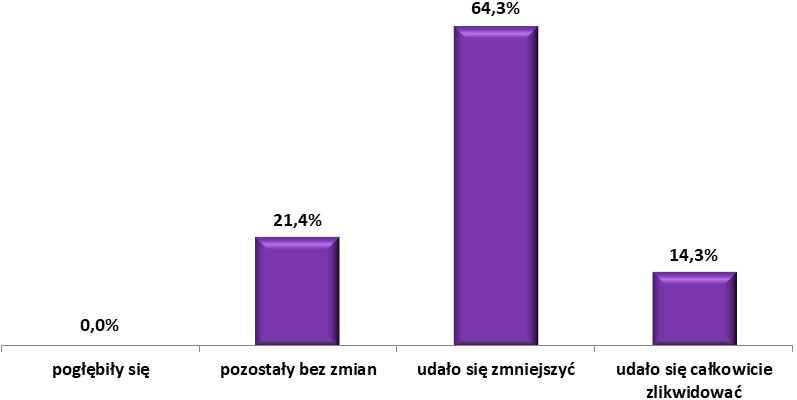 64,3%
21,4%
14,3%
0,0%
pogłębiły się
pozostały bez zmian
udało się zmniejszyć
udało się całkowicie
zlikwidować